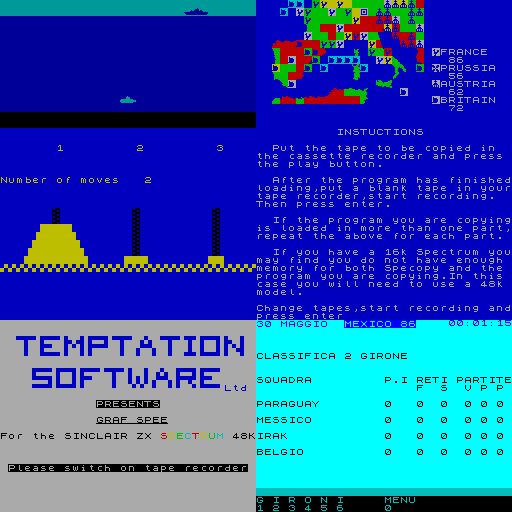 FRANCE
86
PRUSSIA
56
AUSTRIA
62
BRITAIN
72
1 2 3
Number of moves 2
INSTUCTIONS
Put the tape to be copied in
the cassette recorder and press
the play button.
After the program has finished
loading,put a blank tape in your
tape recorder,start recording.
Then press enter.
If the program you are copying
is loaded in more than one part,
repeat the above for each part.
If you have a 16k Spectrum you
may find your do not have enough
memory for both Specopy and the
program you are copying.In this
case you will need to use a 48k
model.
Change tapes,start recording and
press enter
TEMPTATION
SOFTWARE Ltd
PRESENTS
GRAF SPEE
For the SINCLAIR ZX SPECTRUM 48K
Please switch on tape recorder
30 MAGGIO MEXICO 86 00:01:15
CLASSIFICA 2 GIRONE
SQUADRA P.I RETI PARTITE
F S V P P
PARAGUAY 0 0 0 0 0 0
MESSICO 0 0 0 0 0 0
IRAK 0 0 0 0 0 0
BELGIO 0 0 0 0 0 0
G I R O N I MENU
1 2 3 4 5 6 0